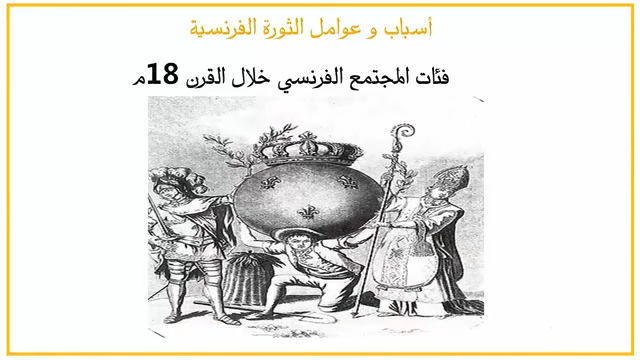 أسباب و عوامل الثورة الفرنسية
فئات المجتمع الفرنسي خلال القرن 18م